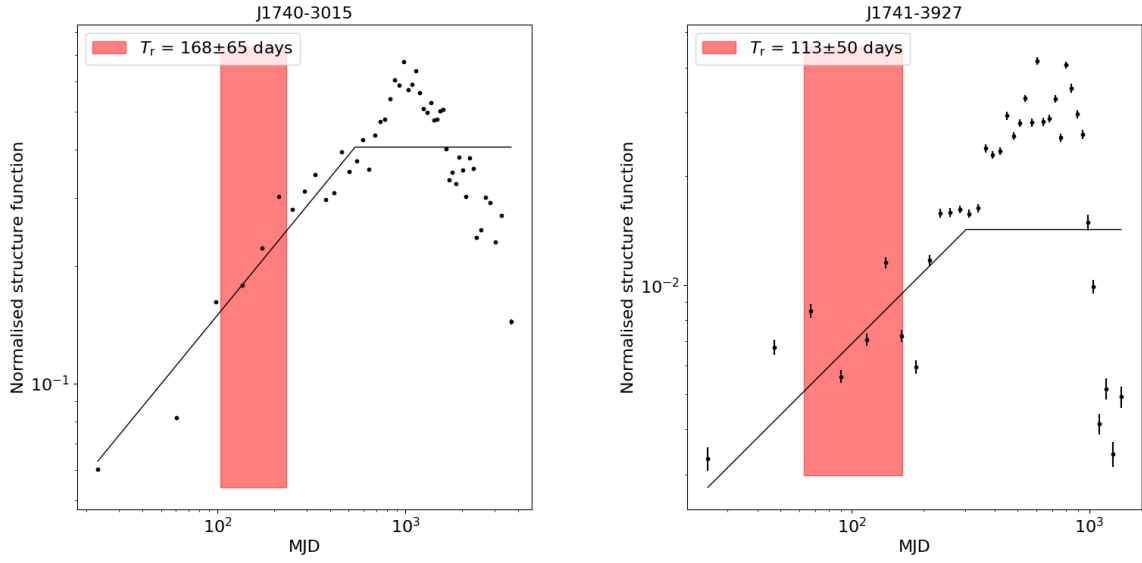 J1740-3015
T_r = 168±65 days
Normalised structure function
10^-1
10^2
10^3
MJD
J1741-3927
T_r = 113±50 days
Normalised structure function
10^-2
10^2
10^3
MJD